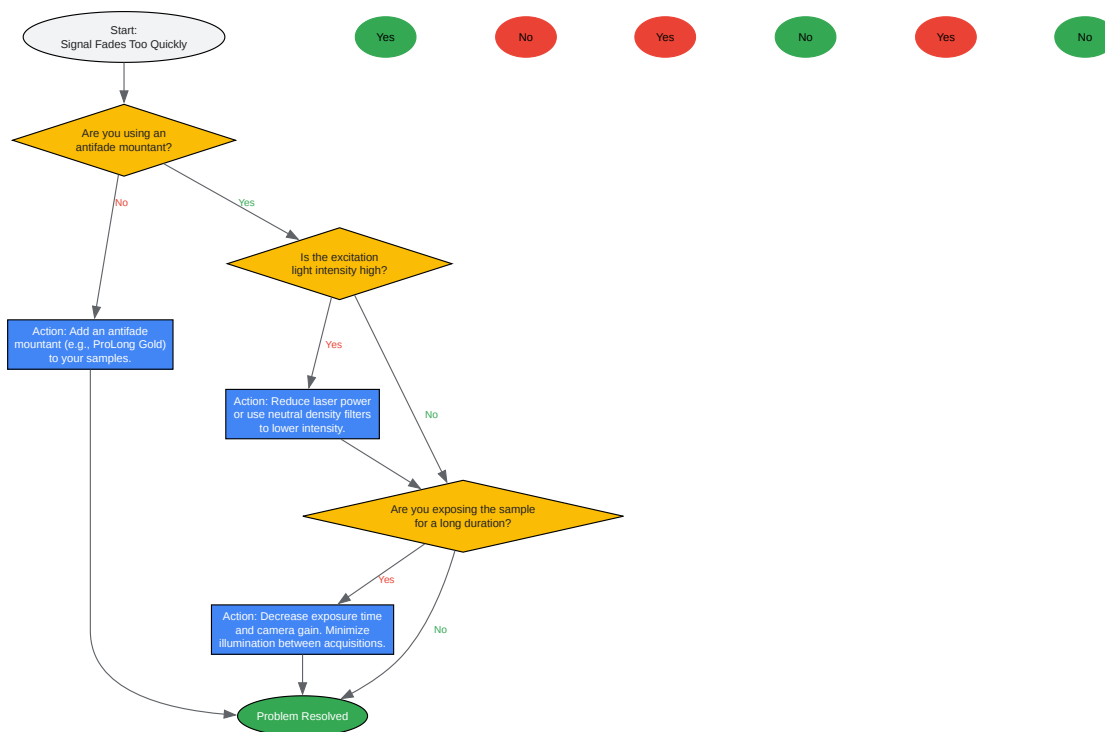 Start:
Signal Fades Too Quickly
Yes
No
Yes
No
Yes
No
Are you using an
antifade mountant?
No
Yes
Is the excitation
light intensity high?
Action: Add an antifade
mountant (e.g., ProLong Gold)
to your samples.
Yes
Action: Reduce laser power
or use neutral density filters
to lower intensity.
No
Are you exposing the sample
for a long duration?
Yes
Action: Decrease exposure time
and camera gain. Minimize
illumination between acquisitions.
No
Problem Resolved